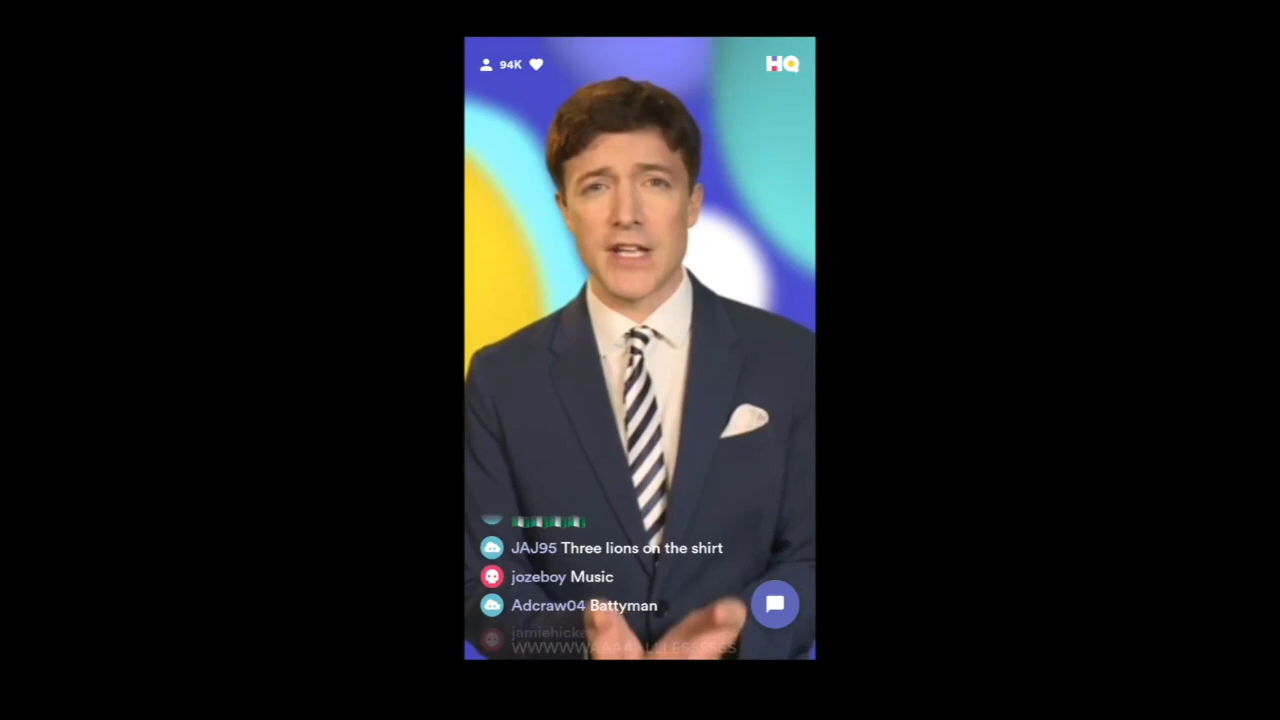 94K
HQ
JAJ95 Three lions on the shirt
jozeboy Music
Adcraw04 Battyman